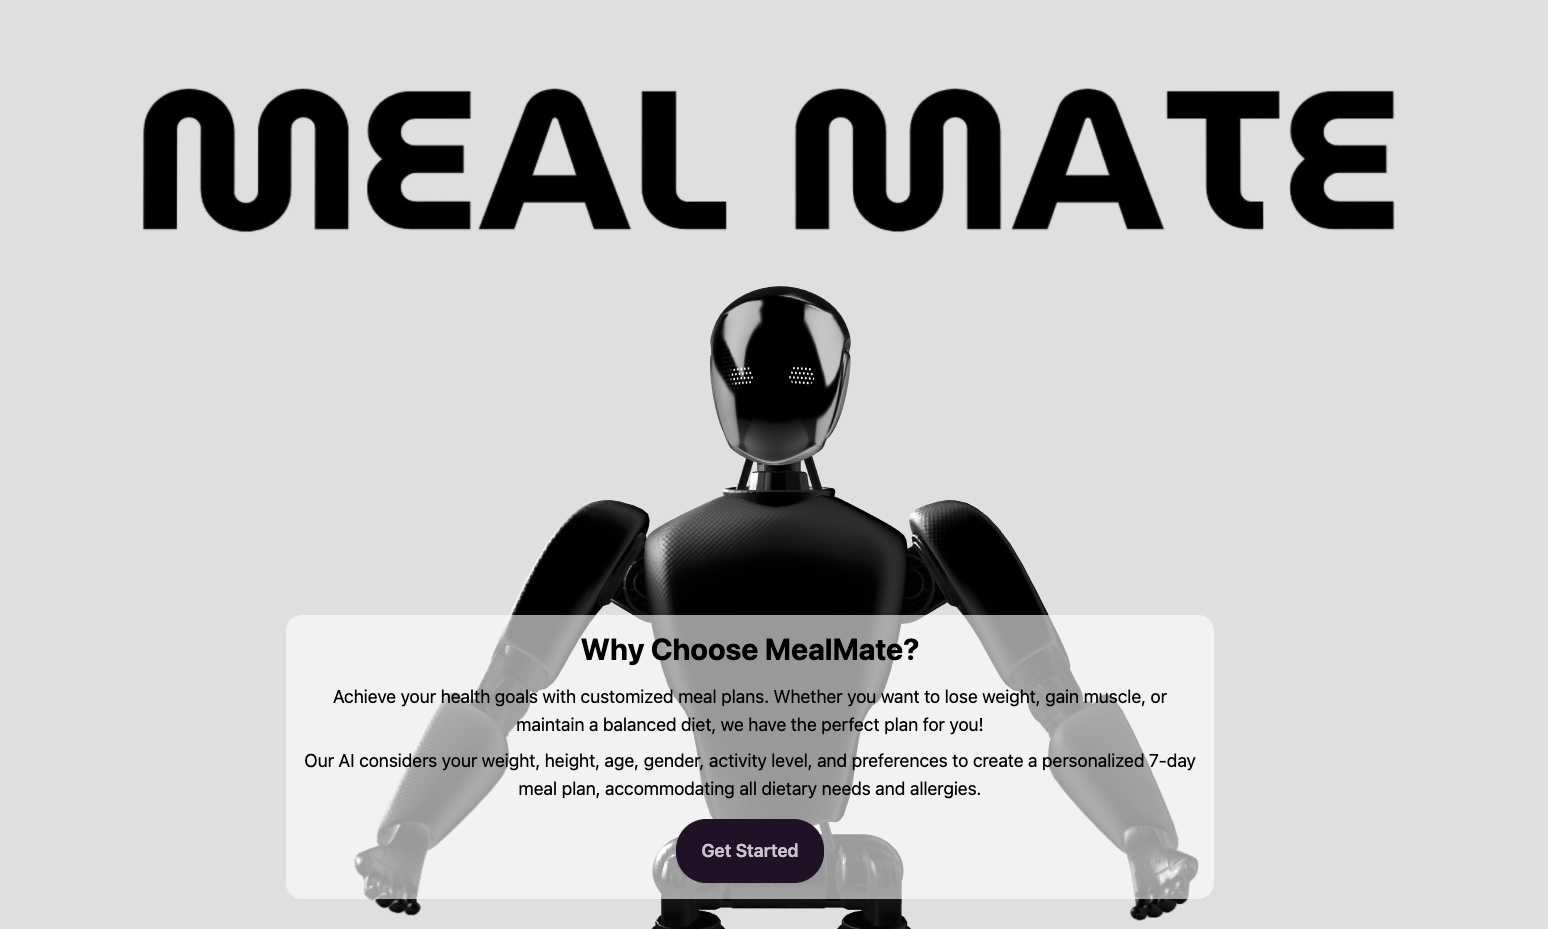 MEAL MATE
Why Choose MealMate?
Achieve your health goals with customized meal plans. Whether you want to lose weight, gain muscle, or
maintain a balanced diet, we have the perfect plan for you!
Our AI considers your weight, height, age, gender, activity level, and preferences to create a personalized 7-day
meal plan, accommodating all dietary needs and allergies.
Get Started